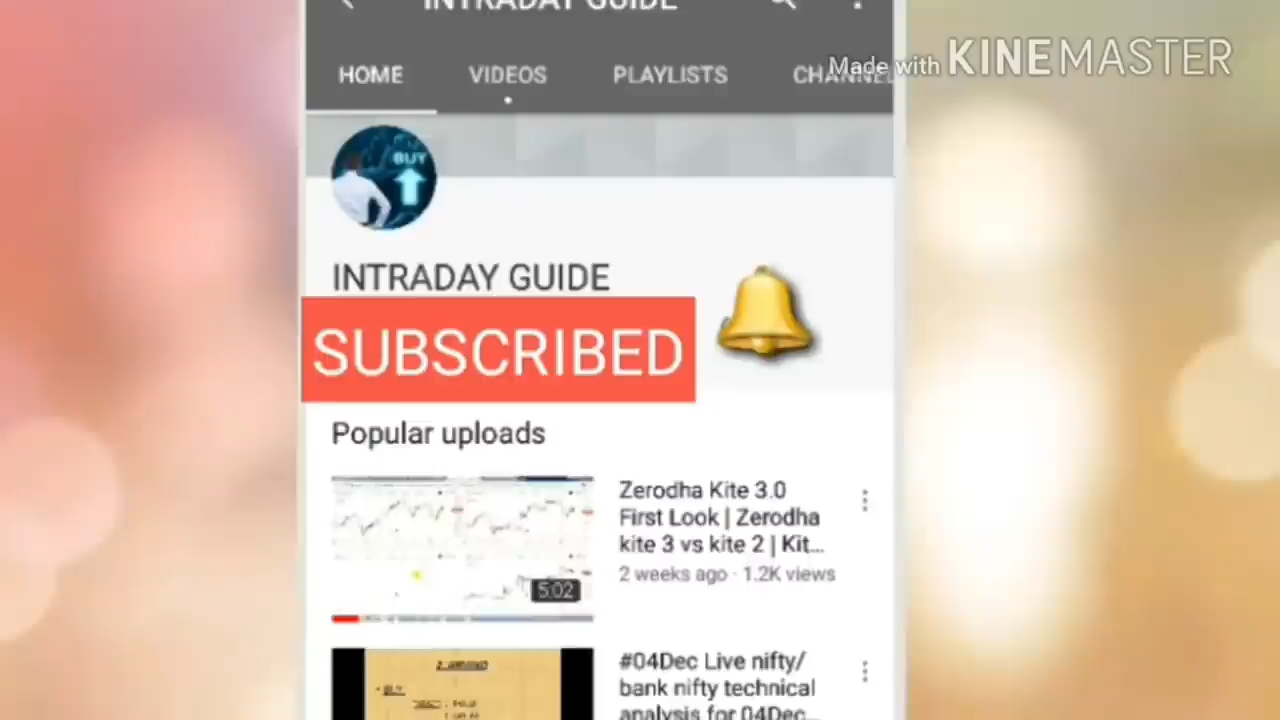 INTRADAY GUIDE
Made with KINEMASTER
HOME VIDEOS PLAYLISTS CHANNEL
BUY
INTRADAY GUIDE
SUBSCRIBED
Popular uploads
Zerodha Kite 3.0
First Look | Zerodha
kite 3 vs kite 2 | Kit...
2 weeks ago · 1.2K views
5:02
#04Dec Live nifty/
bank nifty technical
analysis for 04Dec...
BUY